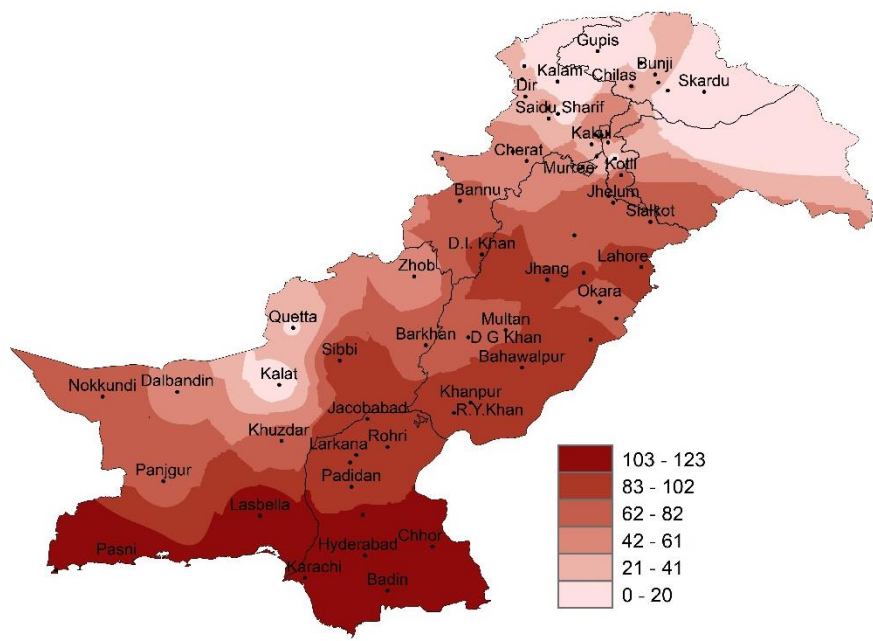 Gupis
Bunji
Kalam
Chilas
Skardu
Dir
Saidu Sharif
Kakul
Cherat
Murree
Kotli
Bannu
Jhelum
Sialkot
D.I. Khan
Lahore
Zhob
Jhang
Okara
Quetta
Multan
Barkhan
D G Khan
Sibbi
Bahawalpur
Kalat
Nokkundi
Dalbandin
Khanpur
Jacobabad
R.Y.Khan
Khuzdar
Rohri
Larkana
Panjgur
Padidan
Lasbella
Chhor
Pasni
Hyderabad
Karachi
Badin
103 - 123
83 - 102
62 - 82
42 - 61
21 - 41
0 - 20